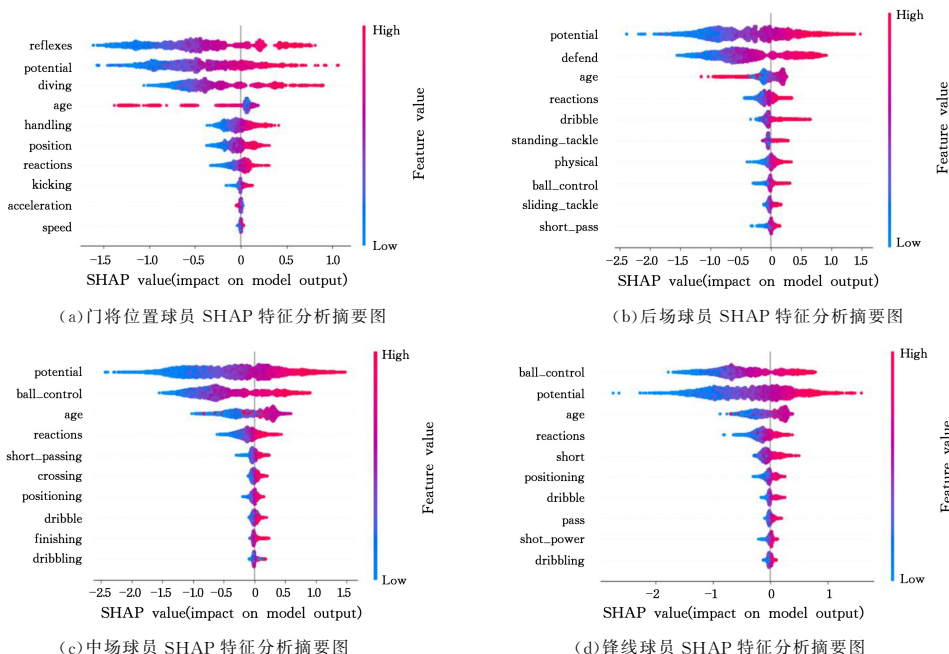 High
reflexes
potential
diving
age
handling
position
reactions
kicking
acceleration
speed
Feature value
Low
−1.5 −1.0 −0.5 0 0.5 1.0
SHAP value(impact on model output)
(a)门将位置球员 SHAP 特征分析摘要图
High
potential
defend
age
reactions
dribble
standing_tackle
physical
ball_control
sliding_tackle
short_pass
Feature value
Low
−2.5 −2.0 −1.5 −1.0 −0.5 0 0.5 1.0 1.5
SHAP value(impact on model output)
(b)后场球员 SHAP 特征分析摘要图
High
potential
ball_control
age
reactions
short_passing
crossing
positioning
dribble
finishing
dribbling
Feature value
Low
−2.5 −2.0 −1.5 −1.0 −0.5 0 0.5 1.0 1.5
SHAP value(impact on model output)
(c)中场球员 SHAP 特征分析摘要图
High
ball_control
potential
age
reactions
short
positioning
dribble
pass
shot_power
dribbling
Feature value
Low
−2 −1 0 1
SHAP value(impact on model output)
(d)锋线球员 SHAP 特征分析摘要图